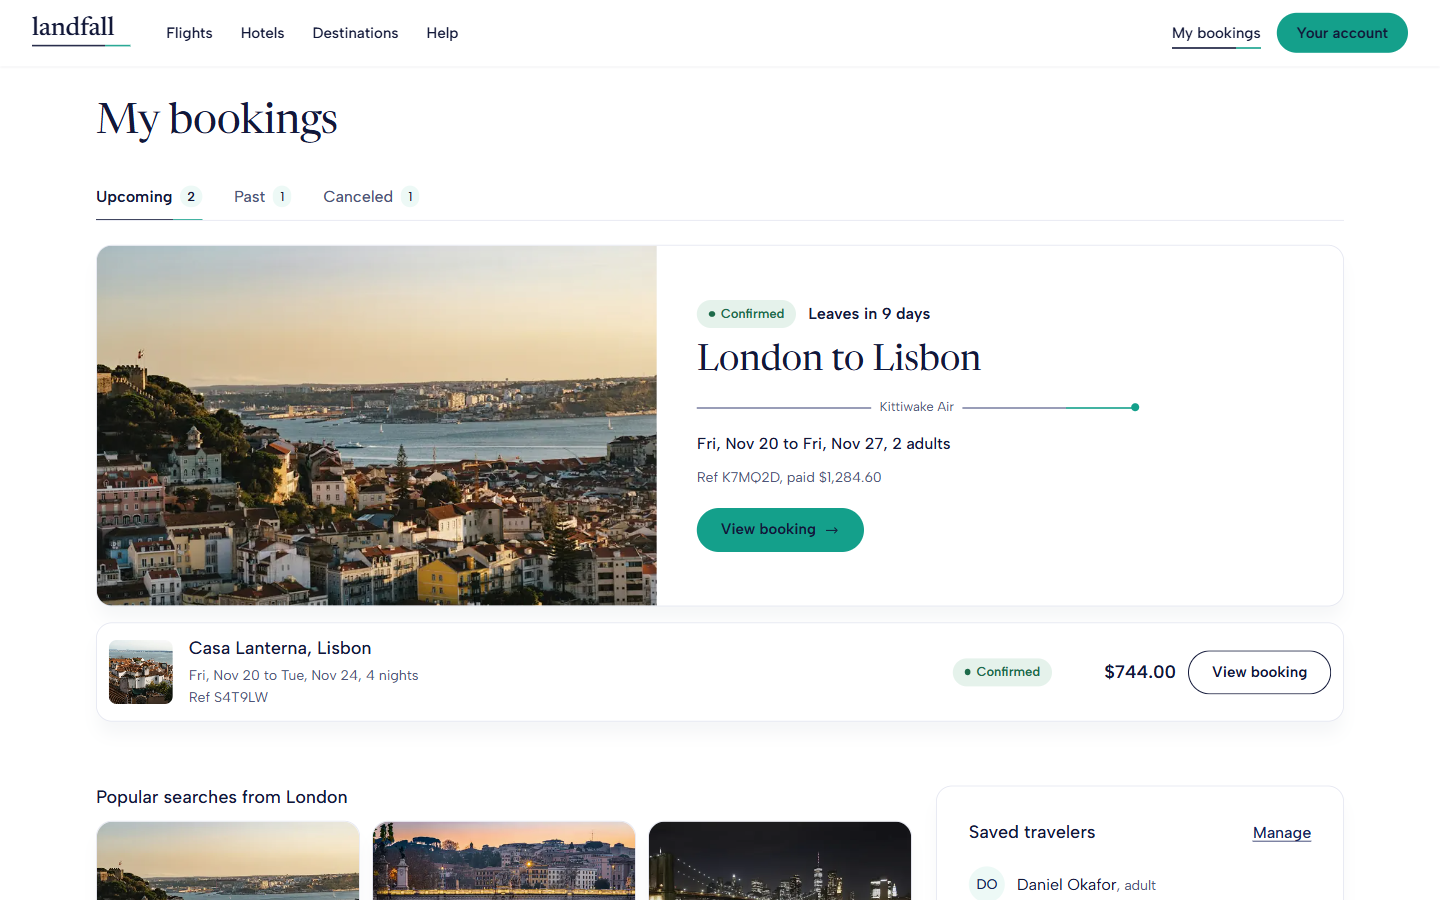 landfall
Flights
Hotels
Destinations
Help
My bookings
Your account
My bookings
Upcoming 2
Past 1
Canceled 1
Confirmed
Leaves in 9 days
London to Lisbon
Kittiwake Air
Fri, Nov 20 to Fri, Nov 27, 2 adults
Ref K7MQ2D, paid $1,284.60
View booking →
Casa Lanterna, Lisbon
Fri, Nov 20 to Tue, Nov 24, 4 nights
Ref S4T9LW
Confirmed
$744.00
View booking
Popular searches from London
Saved travelers
Manage
DO
Daniel Okafor, adult